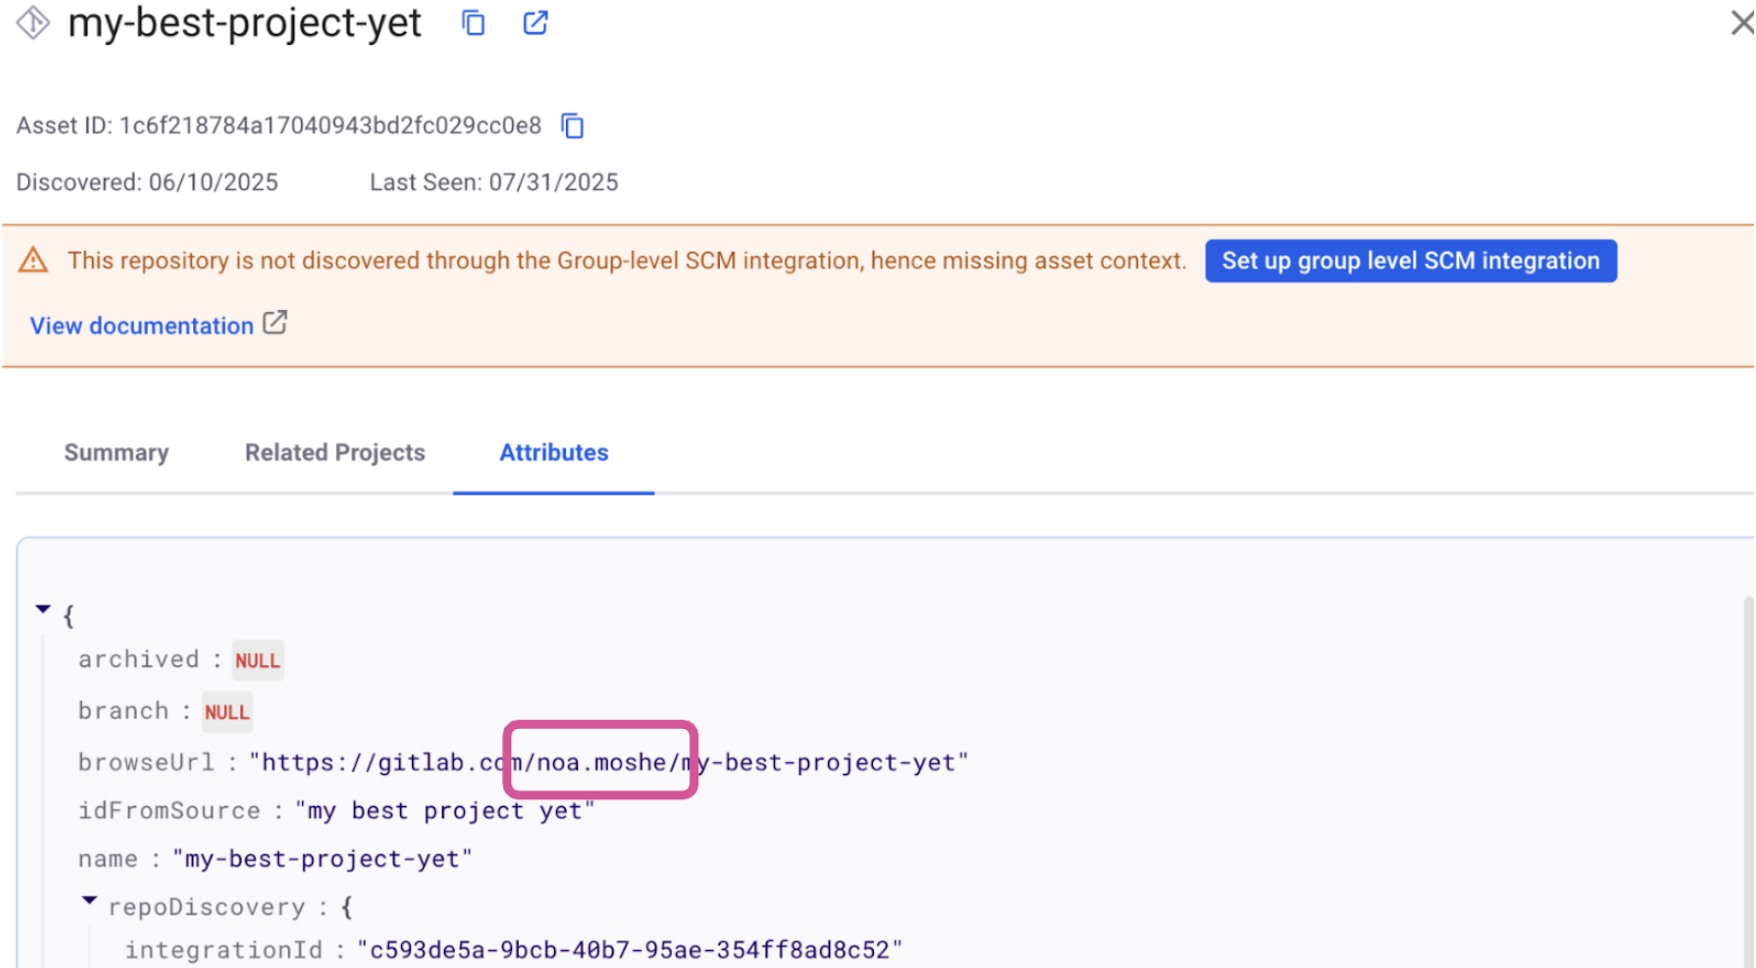 my-best-project-yet
Asset ID: 1c6f218784a17040943bd2fc029cc0e8
Discovered: 06/10/2025 Last Seen: 07/31/2025
This repository is not discovered through the Group-level SCM integration, hence missing asset context. Set up group level SCM integration
View documentation
Summary Related Projects Attributes
{
archived : NULL
branch : NULL
browseUrl : "https://gitlab.com/noa.moshe/my-best-project-yet"
idFromSource : "my best project yet"
name : "my-best-project-yet"
repoDiscovery : {
integrationId : "c593de5a-9bcb-40b7-95ae-354ff8ad8c52"